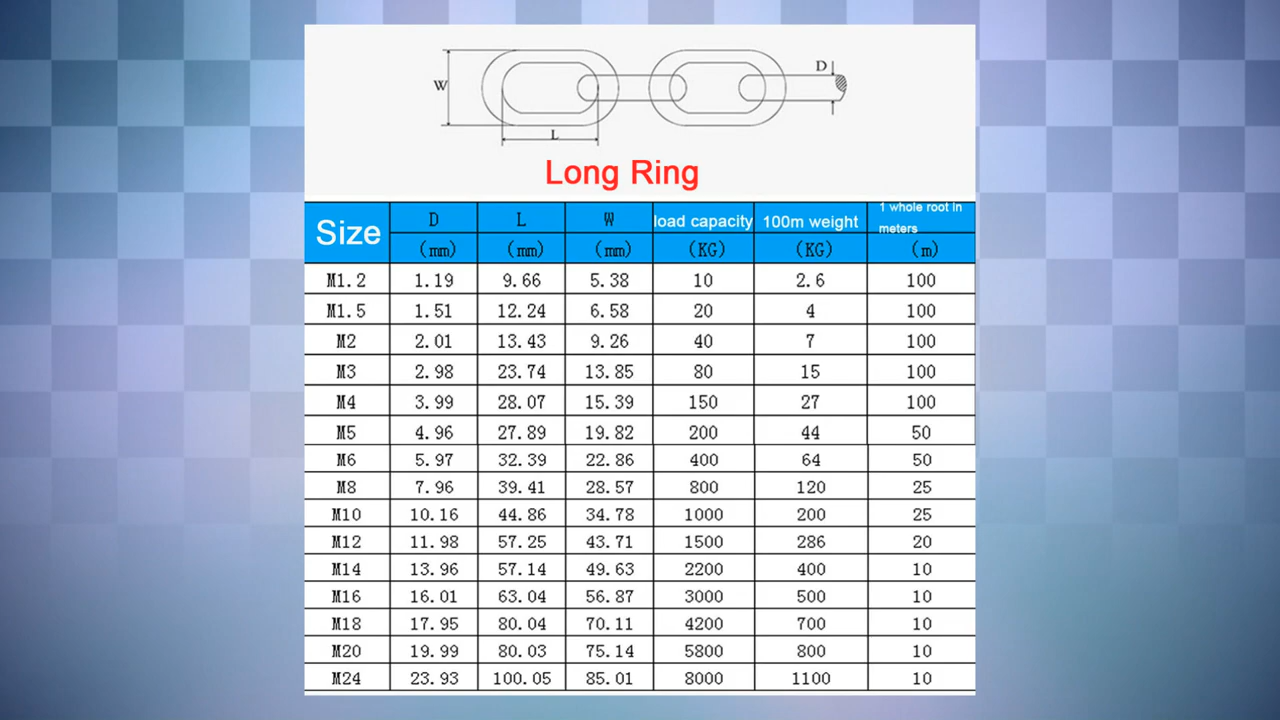 W
D
L
Long Ring
Size D L W load capacity 100m weight 1 whole root In meters
(mm) (mm) (mm) (KG) (KG) (m)
M1.2 1.19 9.66 5.38 10 2.6 100
M1.5 1.51 12.24 6.58 20 4 100
M2 2.01 13.43 9.26 40 7 100
M3 2.98 23.74 13.85 80 15 100
M4 3.99 28.07 15.39 150 27 100
M5 4.96 27.89 19.82 200 44 50
M6 5.97 32.39 22.86 400 64 50
M8 7.96 39.41 28.57 800 120 25
M10 10.16 44.86 34.78 1000 200 25
M12 11.98 57.25 43.71 1500 286 20
M14 13.96 57.14 49.63 2200 400 10
M16 16.01 63.04 56.87 3000 500 10
M18 17.95 80.04 70.11 4200 700 10
M20 19.99 80.03 75.14 5800 800 10
M24 23.93 100.05 85.01 8000 1100 10